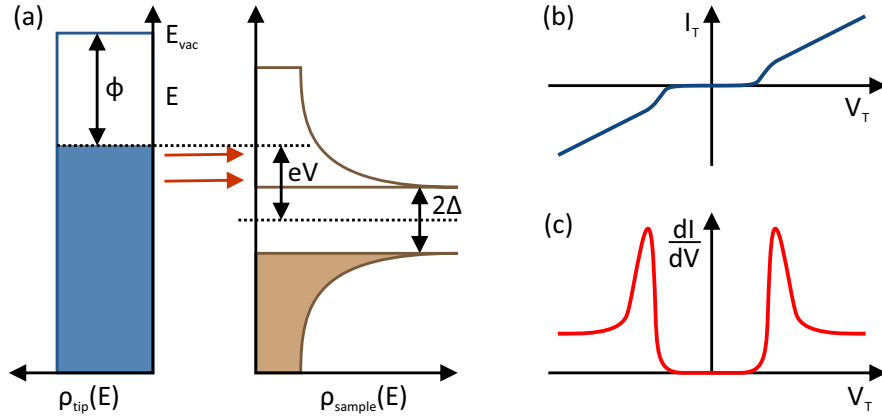 (a)
E_vac
ϕ
E
eV
2Δ
ρ_tip(E)
ρ_sample(E)
(b)
I_T
V_T
(c)
dI
dV
V_T